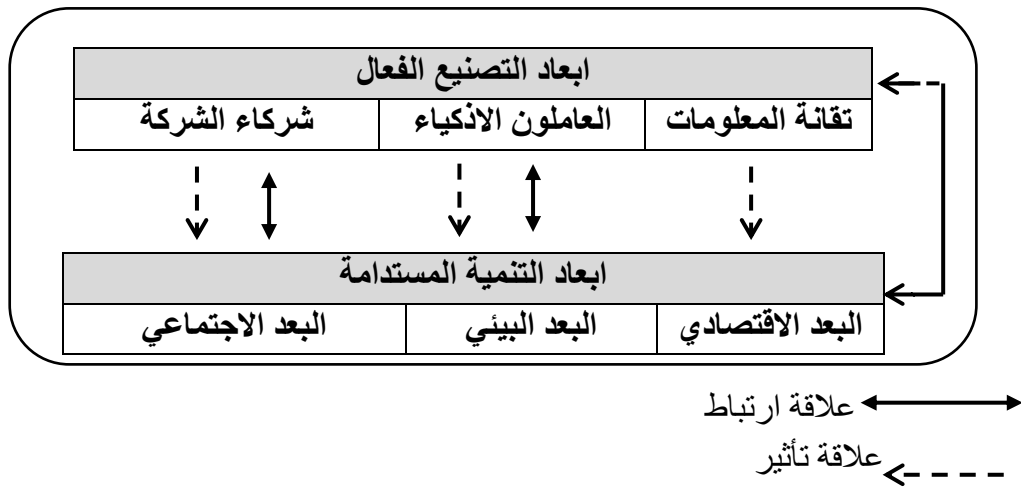 ابعاد التصنيع الفعال
تقانة المعلومات العاملون الاذكياء شركاء الشركة
ابعاد التنمية المستدامة
البعد الاقتصادي البعد البيئي البعد الاجتماعي
علاقة ارتباط
علاقة تأثير